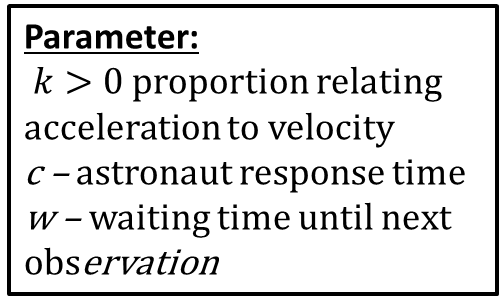 Parameter:
k > 0 proportion relating
acceleration to velocity
c – astronaut response time
w – waiting time until next
observation